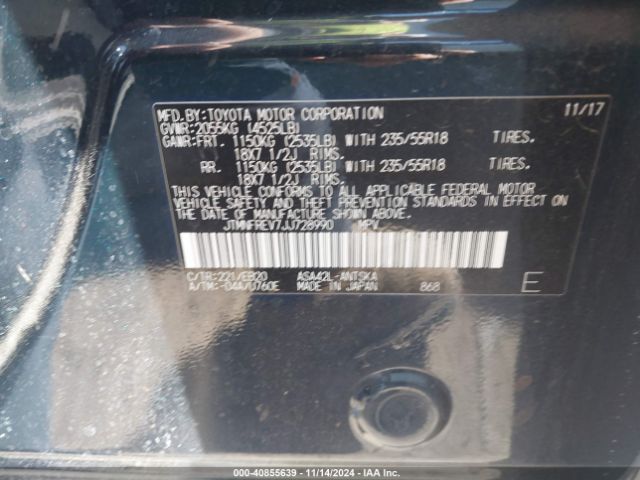 MFD.BY:TOYOTA MOTOR CORPORATION 11/17
GVWR:2055KG (4525LB)
GAWR:FRT. 1150KG (2535LB) WITH 235/55R18 TIRES.
18X7 1/2J RIMS.
RR. 1150KG (2535LB) WITH 235/55R18 TIRES.
18X7 1/2J RIMS.
THIS VEHICLE CONFORMS TO ALL APPLICABLE FEDERAL MOTOR
VEHICLE SAFETY AND THEFT PREVENTION STANDARDS IN EFFECT ON
THE DATE OF MANUFACTURE SHOWN ABOVE.
JTMNFREV7JJ728990 MPV
C/TR:221/EB20 ASA42L-ANTSKA
A/TM:-04A/U760E MADE IN JAPAN 868 E
000-40855639 - 11/14/2024 - IAA Inc.